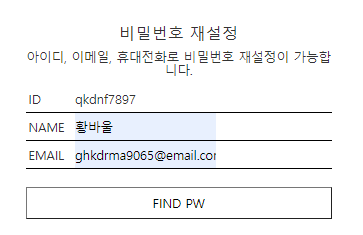 비밀번호 재설정
아이디, 이메일, 휴대전화로 비밀번호 재설정이 가능합
니다.
ID qkdnf7897
NAME 황바울
EMAIL ghkdrma9065@email.com
FIND PW